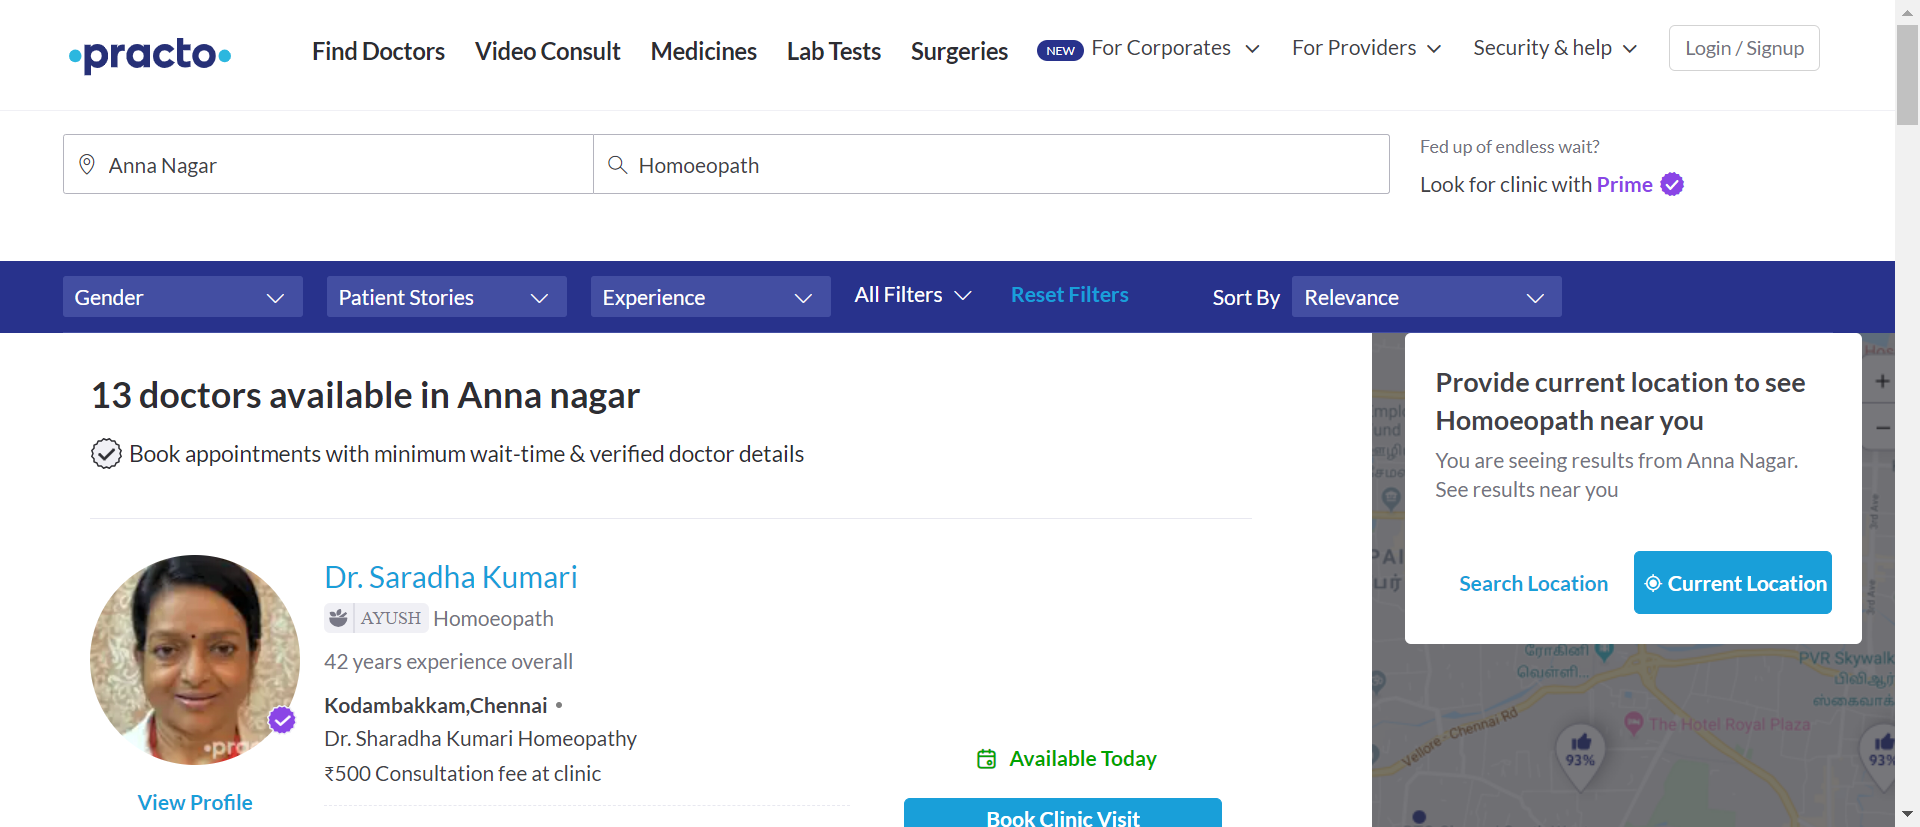 practo
Find Doctors
Video Consult
Medicines
Lab Tests
Surgeries
NEW
For Corporates
For Providers
Security & help
Login / Signup
Anna Nagar
Homoeopath
Fed up of endless wait?
Look for clinic with Prime
Gender
Patient Stories
Experience
All Filters
Reset Filters
Sort By
Relevance
13 doctors available in Anna nagar
Book appointments with minimum wait-time & verified doctor details
Dr. Saradha Kumari
AYUSH Homoeopath
42 years experience overall
Kodambakkam,Chennai •
Dr. Sharadha Kumari Homeopathy
₹500 Consultation fee at clinic
View Profile
Available Today
Book Clinic Visit
Provide current location to see
Homoeopath near you
You are seeing results from Anna Nagar.
See results near you
Search Location
Current Location
3rd Ave
3rd Ave
ரோகினி
வெள்ளி...
PVR Skywalk
பிவிஆர்
ஸ்கைவாக்
Vellore - Chennai Rd
The Hotel Royal Plaza
93%
93%